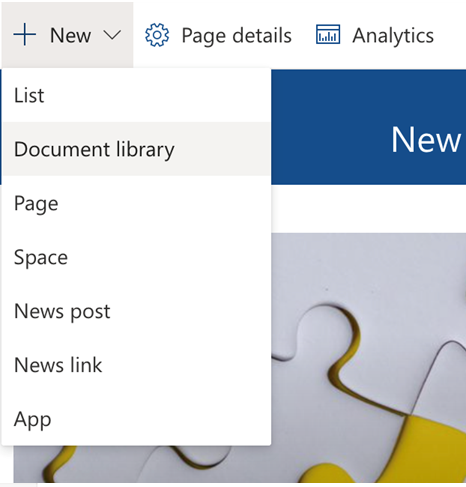 New
Page details
Analytics
New
List
Document library
Page
Space
News post
News link
App